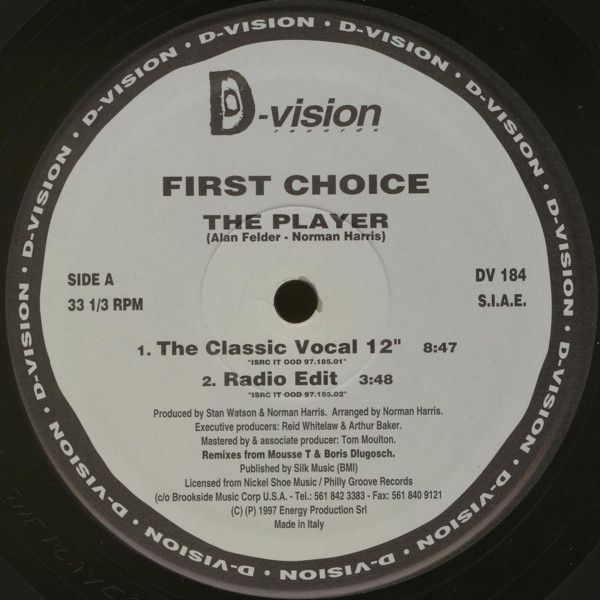 D-VISION • D-VISION • D-VISION • D-VISION • D-VISION • D-VISION • D-VISION • D-VISION • D-VISION • D-VISION • D-VISION • D-VISION •
D-vision
records
FIRST CHOICE
THE PLAYER
(Alan Felder - Norman Harris)
SIDE A
33 1/3 RPM
DV 184
S.I.A.E.
1. The Classic Vocal 12" 8:47
"ISRC IT OOD 97.185.01"
2. Radio Edit 3:48
"ISRC IT OOD 97.185.02"
Produced by Stan Watson & Norman Harris. Arranged by Norman Harris.
Executive producers: Reid Whitelaw & Arthur Baker.
Mastered by & associate producer: Tom Moulton.
Remixes from Mousse T & Boris Dlugosch.
Published by Silk Music (BMI)
Licensed from Nickel Shoe Music / Philly Groove Records
(c/o Brookside Music Corp U.S.A. - Tel.: 561 842 3383 - Fax: 561 840 9121
(C) (P) 1997 Energy Production Srl
Made in Italy
THE PLAYER